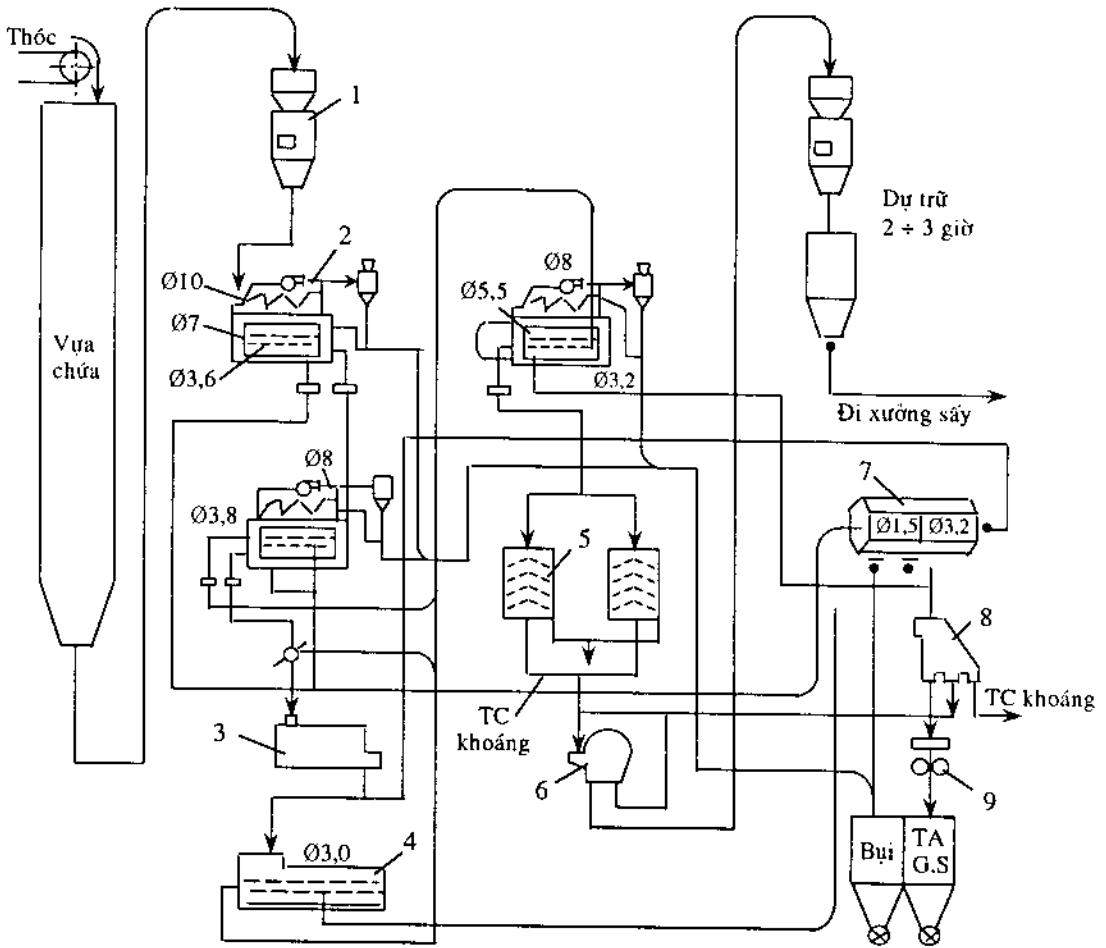 Thóc
1
Dự trữ
2 ÷ 3 giờ
2
Ø10
Ø8
Ø7
Ø5,5
Vựa
chứa
Ø3,6
Ø3,2
Đi xưởng sấy
Ø8
7
Ø3,8
Ø1,5
Ø3,2
5
8
TC
khoáng
TC khoáng
3
6
9
Ø3,0
4
Bụi
TA
G.S